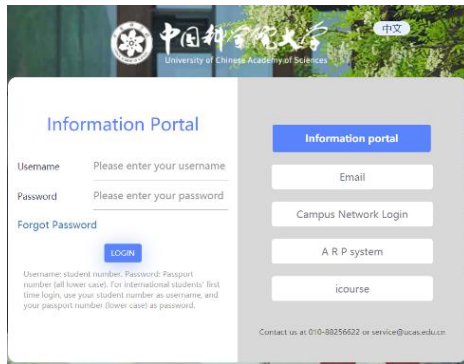 中国科学院大学
University of Chinese Academy of Sciences
中文
Information Portal
Username
Please enter your username
Password
Please enter your password
Forgot Password
LOGIN
Username: student number. Password: Passport
number (all lower case). For international students' first
time login, use your student number as username, and
your passport number (lower case) as password.
Information portal
Email
Campus Network Login
A R P system
icourse
Contact us at 010-88256622 or service@ucas.edu.cn